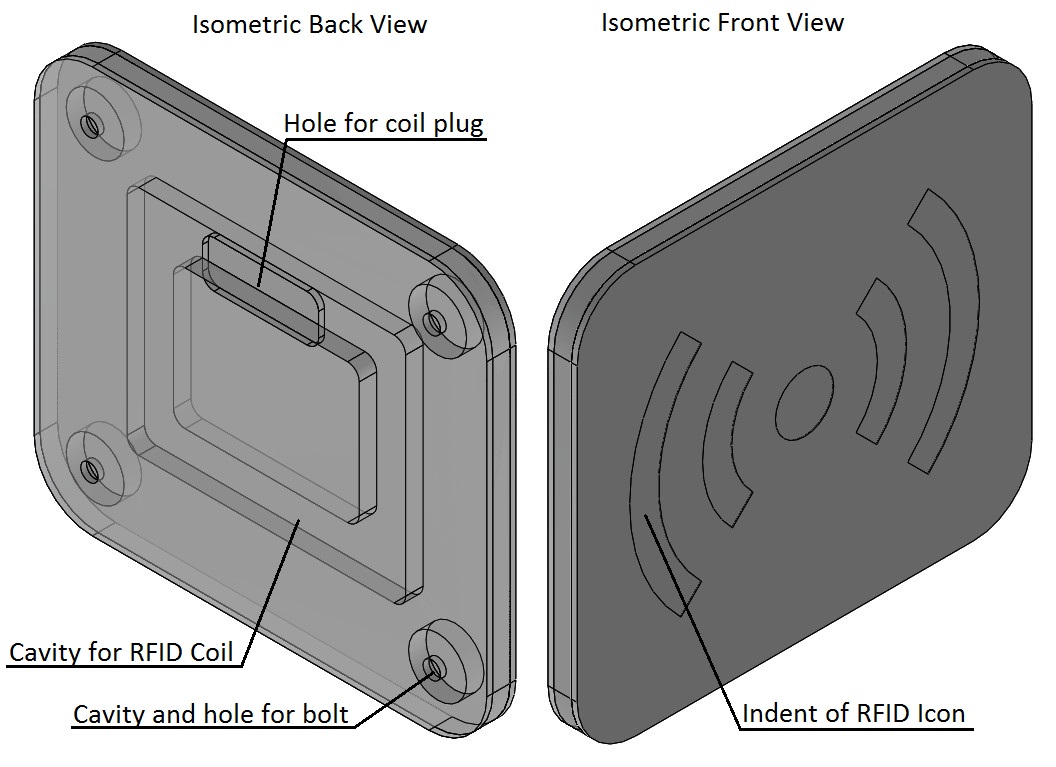 Isometric Back View
Isometric Front View
Hole for coil plug
Cavity for RFID Coil
Cavity and hole for bolt
Indent of RFID Icon